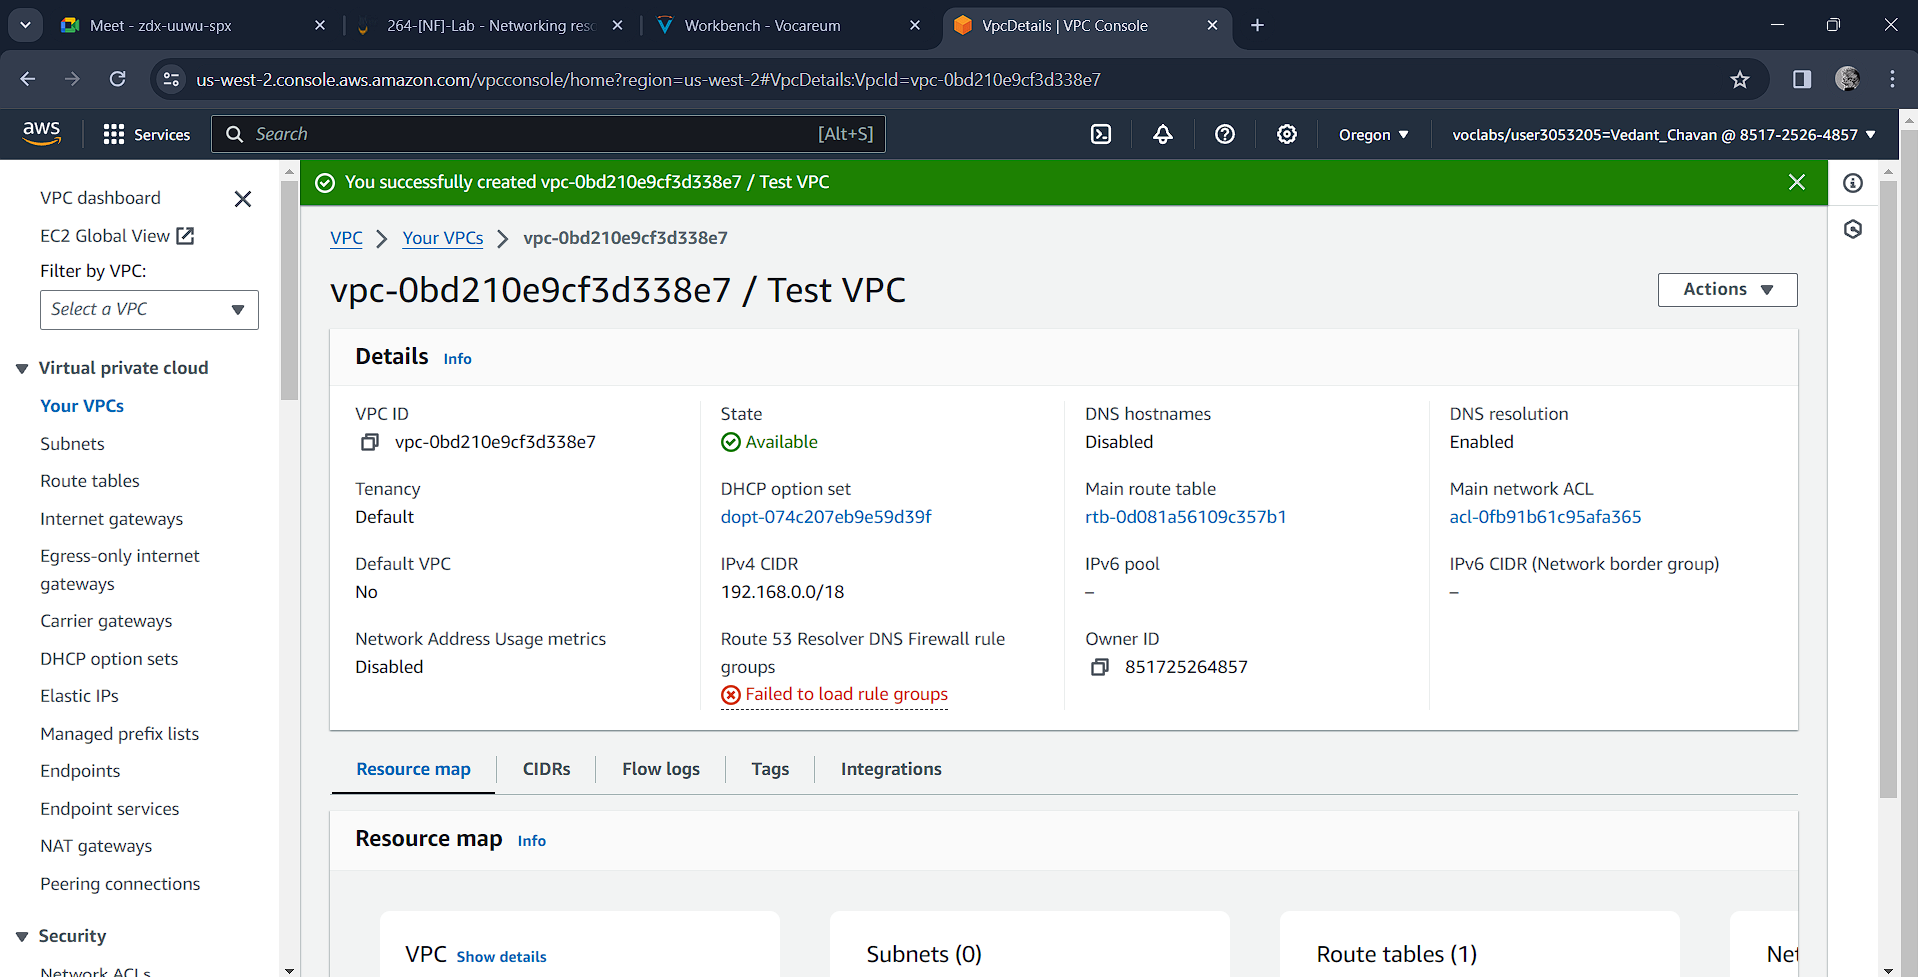 Meet - zdx-uuwu-spx
264-[NF]-Lab - Networking reso
Workbench - Vocareum
VpcDetails | VPC Console
us-west-2.console.aws.amazon.com/vpcconsole/home?region=us-west-2#VpcDetails:VpcId=vpc-0bd210e9cf3d338e7
aws
Services
Search
[Alt+S]
Oregon
voclabs/user3053205=Vedant_Chavan @ 8517-2526-4857
VPC dashboard
EC2 Global View
Filter by VPC:
Select a VPC
Virtual private cloud
Your VPCs
Subnets
Route tables
Internet gateways
Egress-only internet
gateways
Carrier gateways
DHCP option sets
Elastic IPs
Managed prefix lists
Endpoints
Endpoint services
NAT gateways
Peering connections
Security
Network ACLs
You successfully created vpc-0bd210e9cf3d338e7 / Test VPC
VPC
Your VPCs
vpc-0bd210e9cf3d338e7
vpc-0bd210e9cf3d338e7 / Test VPC
Actions
Details Info
VPC ID
vpc-0bd210e9cf3d338e7
State
Available
DNS hostnames
Disabled
DNS resolution
Enabled
Tenancy
Default
DHCP option set
dopt-074c207eb9e59d39f
Main route table
rtb-0d081a56109c357b1
Main network ACL
acl-0fb91b61c95afa365
Default VPC
No
IPv4 CIDR
192.168.0.0/18
IPv6 pool
–
IPv6 CIDR (Network border group)
–
Network Address Usage metrics
Disabled
Route 53 Resolver DNS Firewall rule
groups
Failed to load rule groups
Owner ID
851725264857
Resource map
CIDRs
Flow logs
Tags
Integrations
Resource map Info
VPC Show details
Subnets (0)
Route tables (1)
Net